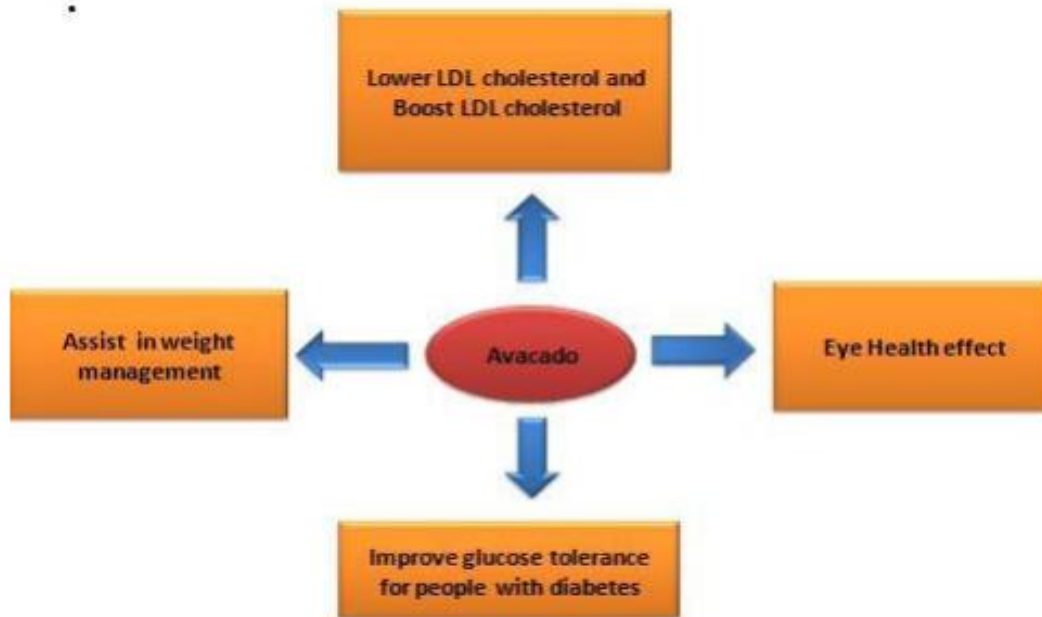 Lower LDL cholesterol and
Boost LDL cholesterol
Assist in weight
management
Avacado
Eye Health effect
Improve glucose tolerance
for people with diabetes